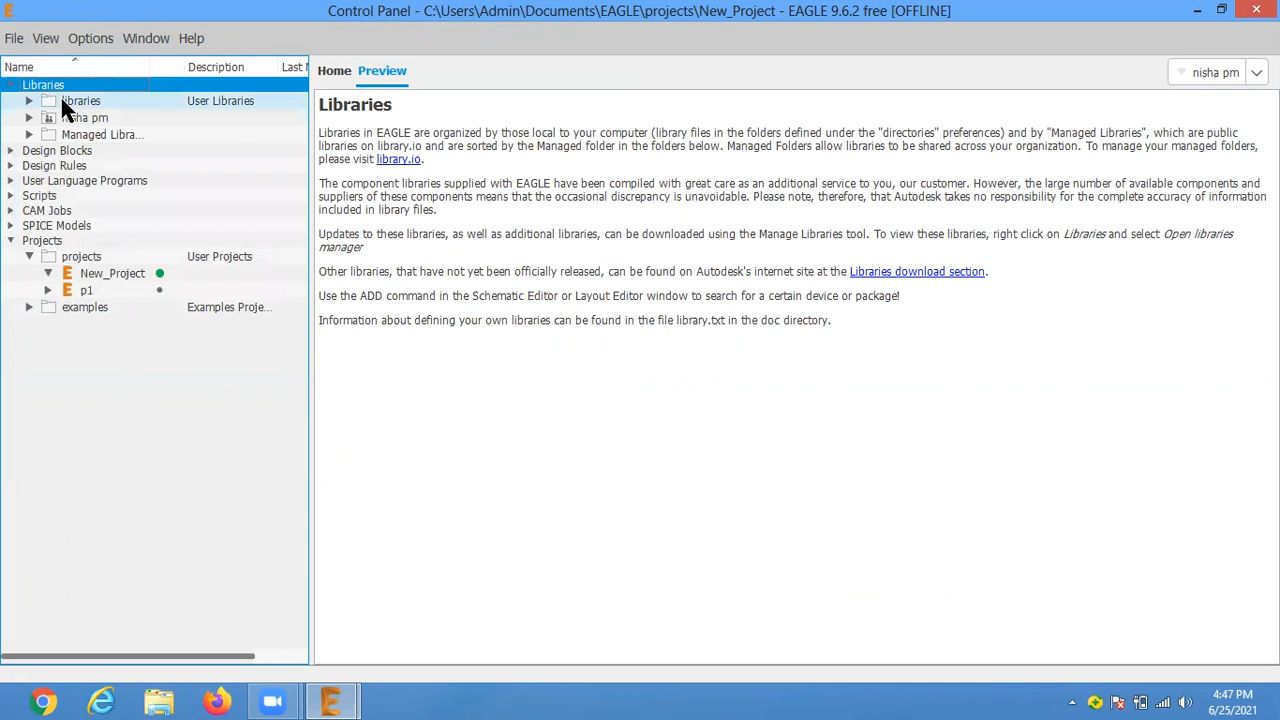 Control Panel - C:\Users\Admin\Documents\EAGLE\projects\New_Project - EAGLE 9.6.2 free [OFFLINE]
File View Options Window Help
Name Description Last M
Home Preview
nisha pm
Libraries
libraries User Libraries
nisha pm
Managed Libra...
Design Blocks
Design Rules
User Language Programs
Scripts
CAM Jobs
SPICE Models
Projects
projects User Projects
New_Project
p1
examples Examples Proje...
Libraries
Libraries in EAGLE are organized by those local to your computer (library files in the folders defined under the "directories" preferences) and by "Managed Libraries", which are public
libraries on library.io and are sorted by the Managed folder in the folders below. Managed Folders allow libraries to be shared across your organization. To manage your managed folders,
please visit library.io.
The component libraries supplied with EAGLE have been compiled with great care as an additional service to you, our customer. However, the large number of available components and
suppliers of these components means that the occasional discrepancy is unavoidable. Please note, therefore, that Autodesk takes no responsibility for the complete accuracy of information
included in library files.
Updates to these libraries, as well as additional libraries, can be downloaded using the Manage Libraries tool. To view these libraries, right click on Libraries and select Open libraries
manager
Other libraries, that have not yet been officially released, can be found on Autodesk's internet site at the Libraries download section.
Use the ADD command in the Schematic Editor or Layout Editor window to search for a certain device or package!
Information about defining your own libraries can be found in the file library.txt in the doc directory.
4:47 PM
6/25/2021